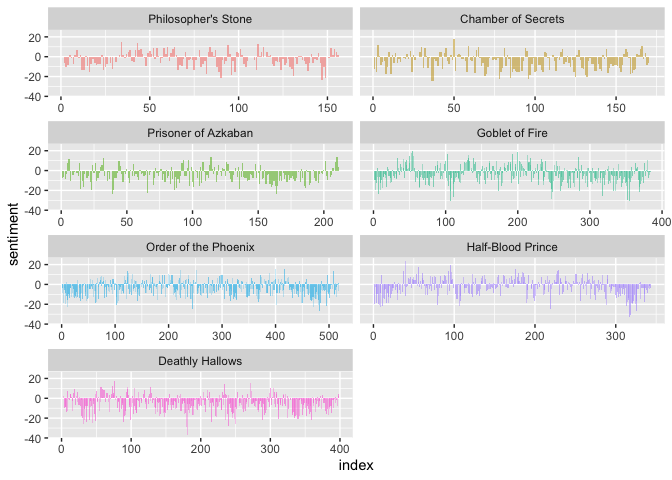 Philosopher's Stone
Chamber of Secrets
20
0
-20
-40
0 50 100 150
0 50 100 150
Prisoner of Azkaban
Goblet of Fire
20
0
-20
-40
0 50 100 150 200
0 100 200 300 400
sentiment
Order of the Phoenix
Half-Blood Prince
20
0
-20
-40
0 100 200 300 400 500
0 100 200 300
Deathly Hallows
20
0
-20
-40
0 100 200 300 400
index